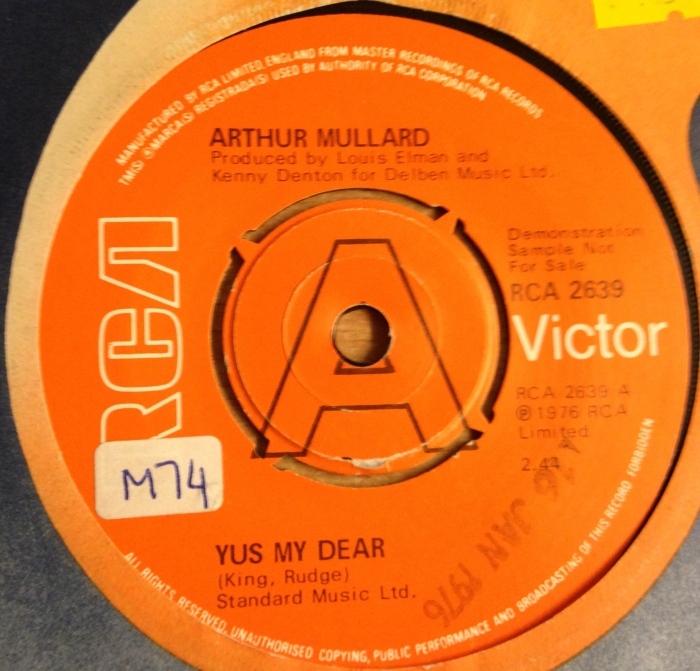 MANUFACTURED BY RCA LIMITED, ENGLAND FROM MASTER RECORDINGS OF RCA RECORDS
TM(S) ® MARCA(S) REGISTRADA(S) USED BY AUTHORITY OF RCA CORPORATION
ARTHUR MULLARD
Produced by Louis Elman and
Kenny Denton for Delben Music Ltd.
RCA
A
Demonstration
Sample Not
For Sale
RCA 2639
Victor
RCA 2639 A
℗ 1976 RCA
Limited
2.44
M74
16 JAN 1976
YUS MY DEAR
(King, Rudge)
Standard Music Ltd.
ALL RIGHTS RESERVED. UNAUTHORISED COPYING, PUBLIC PERFORMANCE AND BROADCASTING OF THIS RECORD FORBIDDEN